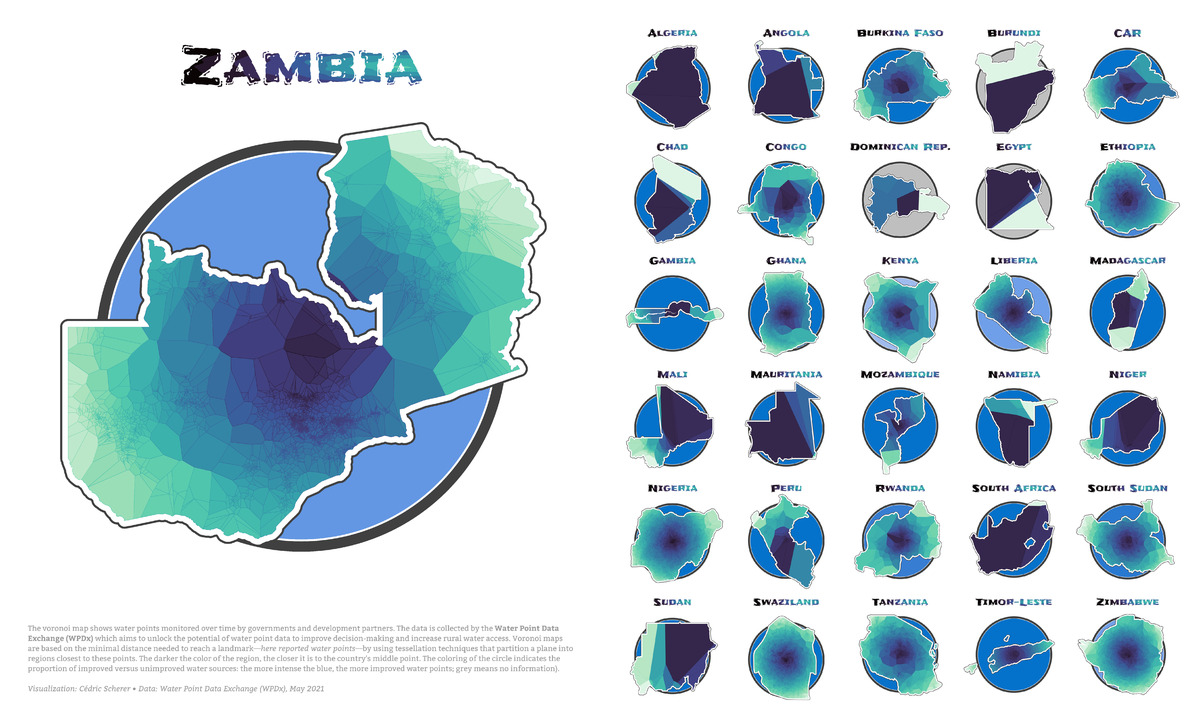 ZAMBIA
ALGERIA ANGOLA BURKINA FASO BURUNDI CAR
CHAD CONGO DOMINICAN REP. EGYPT ETHIOPIA
GAMBIA GHANA KENYA LIBERIA MADAGASCAR
MALI MAURITANIA MOZAMBIQUE NAMIBIA NIGER
NIGERIA PERU RWANDA SOUTH AFRICA SOUTH SUDAN
SUDAN SWAZILAND TANZANIA TIMOR-LESTE ZIMBABWE
The voronoi map shows water points monitored over time by governments and development partners. The data is collected by the Water Point Data
Exchange (WPDx) which aims to unlock the potential of water point data to improve decision-making and increase rural water access. Voronoi maps
are based on the minimal distance needed to reach a landmark—here reported water points—by using tessellation techniques that partition a plane into
regions closest to these points. The darker the color of the region, the closer it is to the country's middle point. The coloring of the circle indicates the
proportion of improved versus unimproved water sources: the more intense the blue, the more improved water points; grey means no information).
Visualization: Cédric Scherer • Data: Water Point Data Exchange (WPDx), May 2021